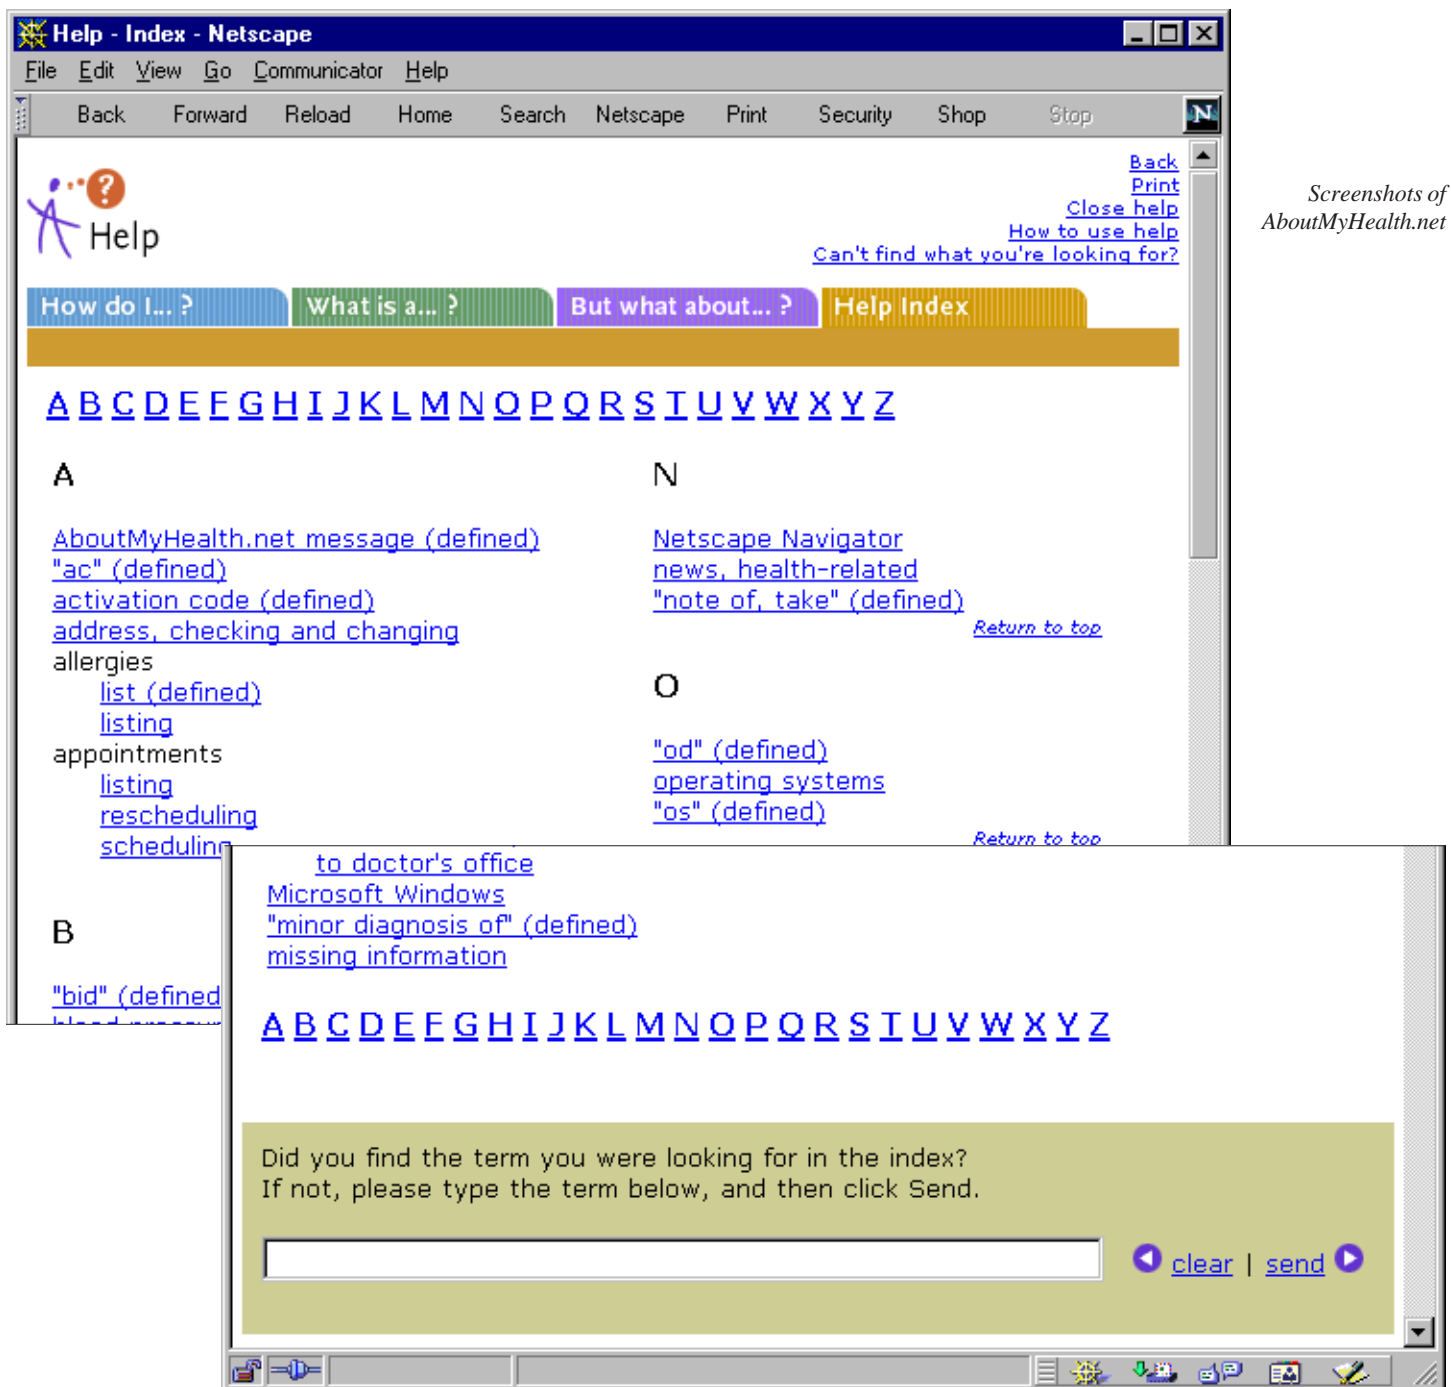 Help - Index - Netscape
File Edit View Go Communicator Help
Back Forward Reload Home Search Netscape Print Security Shop Stop
N
Back
Print
Close help
How to use help
Can't find what you're looking for?
? Help
Screenshots of
AboutMyHealth.net
How do I... ? What is a... ? But what about... ? Help Index
A B C D E F G H I J K L M N O P Q R S T U V W X Y Z
A
AboutMyHealth.net message (defined)
"ac" (defined)
activation code (defined)
address, checking and changing
allergies
list (defined)
listing
appointments
listing
rescheduling
scheduling
B
"bid" (defined
N
Netscape Navigator
news, health-related
"note of, take" (defined)
Return to top
O
"od" (defined)
operating systems
"os" (defined)
Return to top
to doctor's office
Microsoft Windows
"minor diagnosis of" (defined)
missing information
A B C D E F G H I J K L M N O P Q R S T U V W X Y Z
Did you find the term you were looking for in the index?
If not, please type the term below, and then click Send.
clear | send